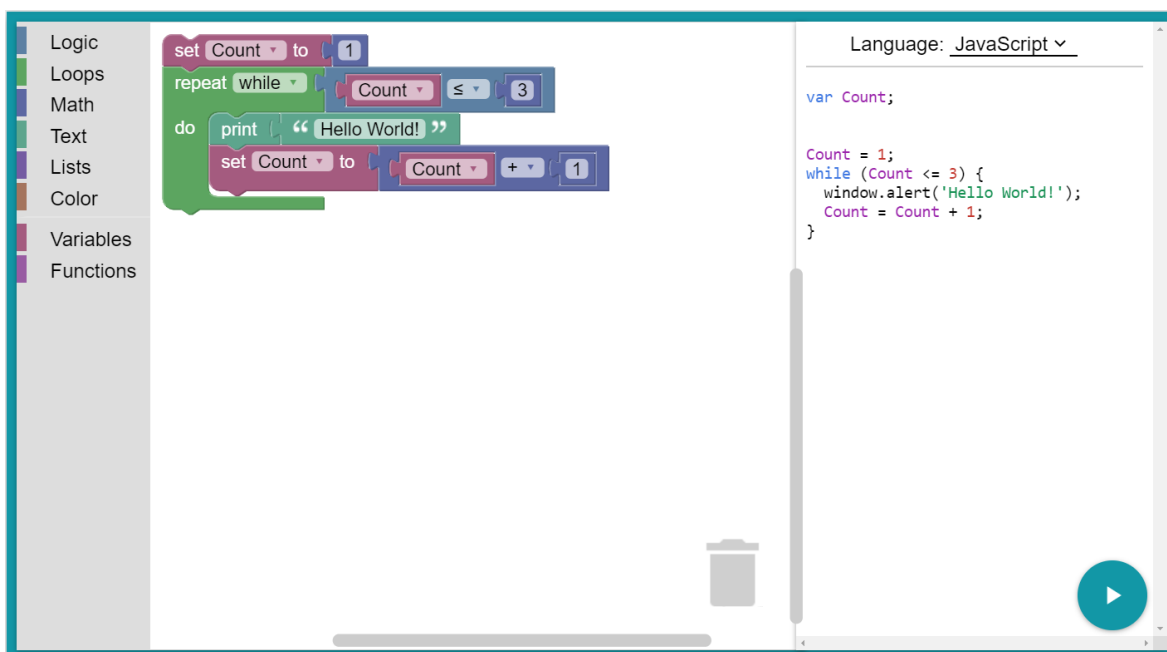 Logic
Loops
Math
Text
Lists
Color
Variables
Functions
set Count to 1
repeat while Count ≤ 3
do print “ Hello World! ”
set Count to Count + 1
Language: JavaScript
var Count;
Count = 1;
while (Count <= 3) {
  window.alert('Hello World!');
  Count = Count + 1;
}